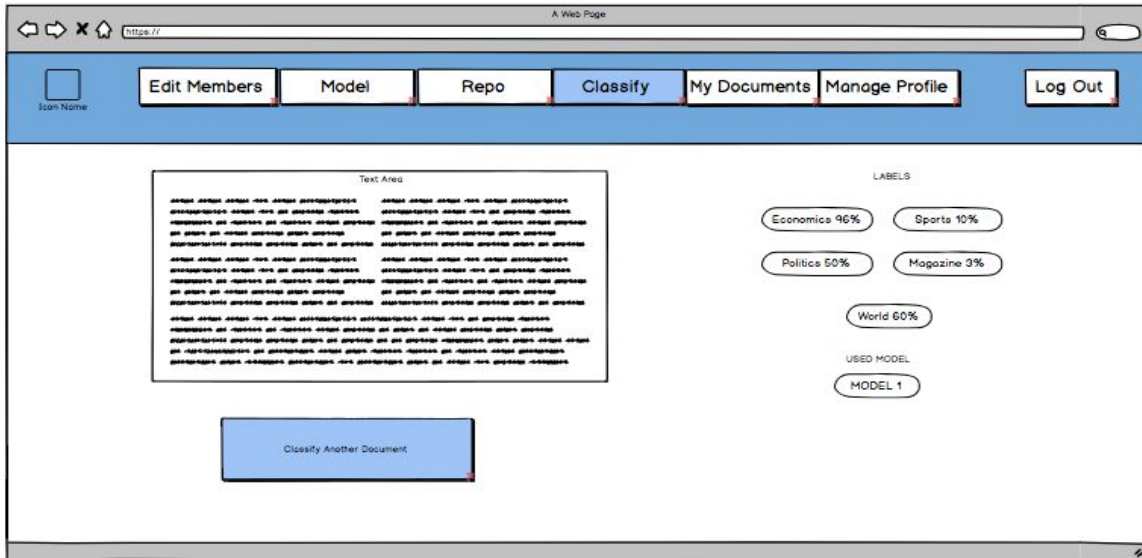 A Web Page
https://
Icon Name
Edit Members
Model
Repo
Classify
My Documents
Manage Profile
Log Out
Text Area
LABELS
Economics 96%
Sports 10%
Politics 50%
Magazine 3%
World 60%
USED MODEL
MODEL 1
Classify Another Document